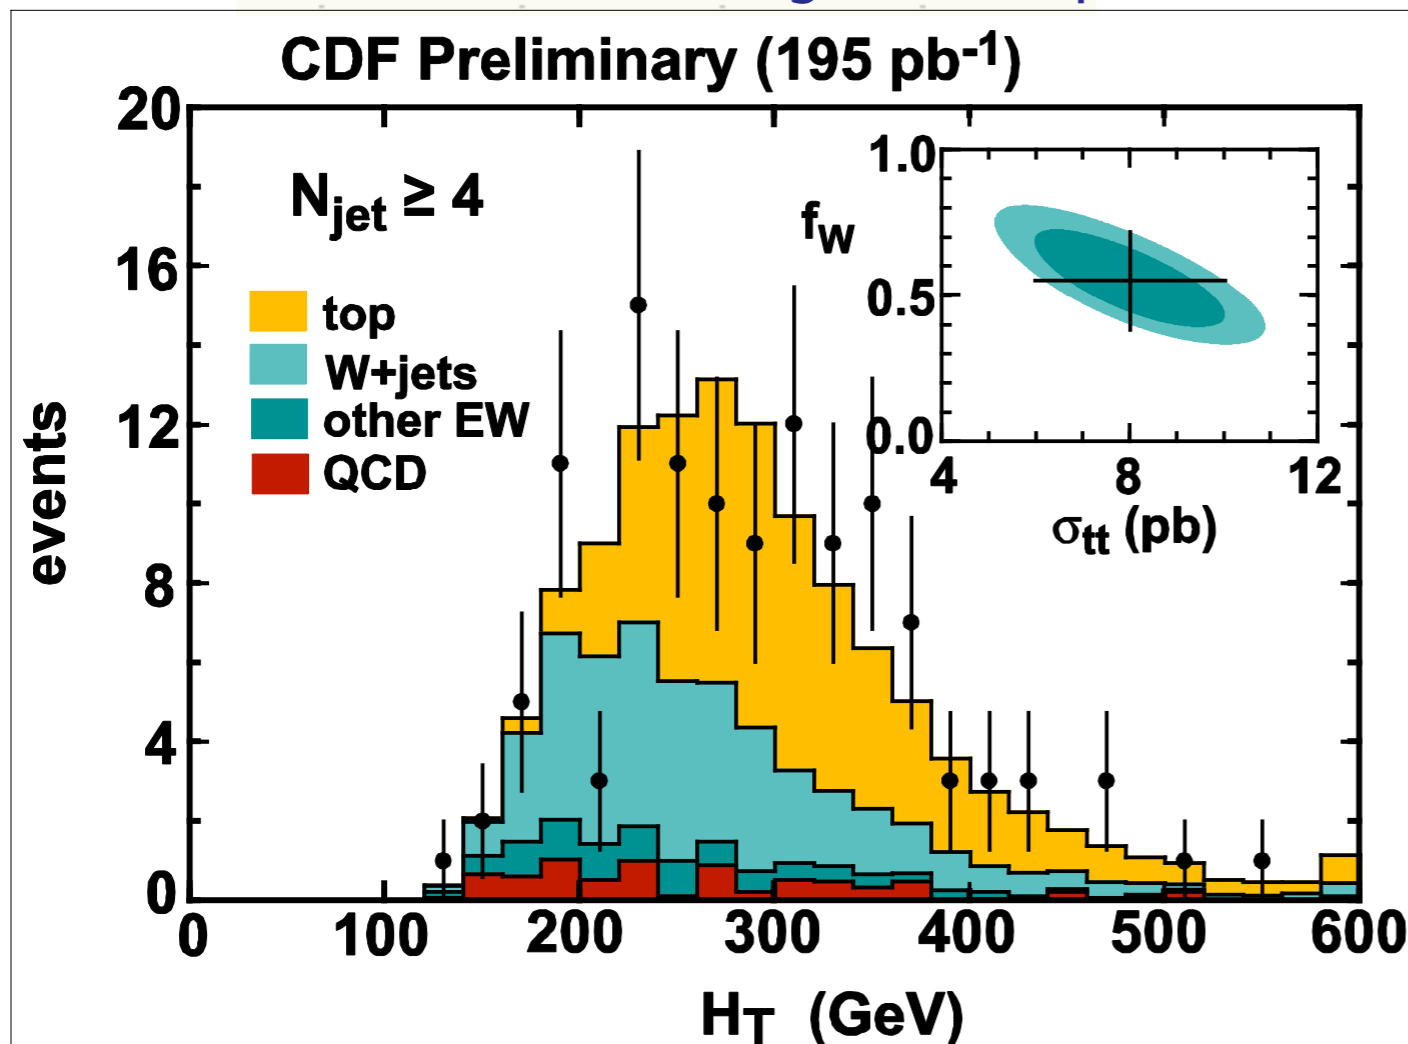 CDF Preliminary (195 pb-1)
20
16
12
8
4
0
events
Njet ≥ 4
top
W+jets
other EW
QCD
1.0
fW
0.5
0.0
4 8 12
σtt (pb)
0 100 200 300 400 500 600
HT (GeV)